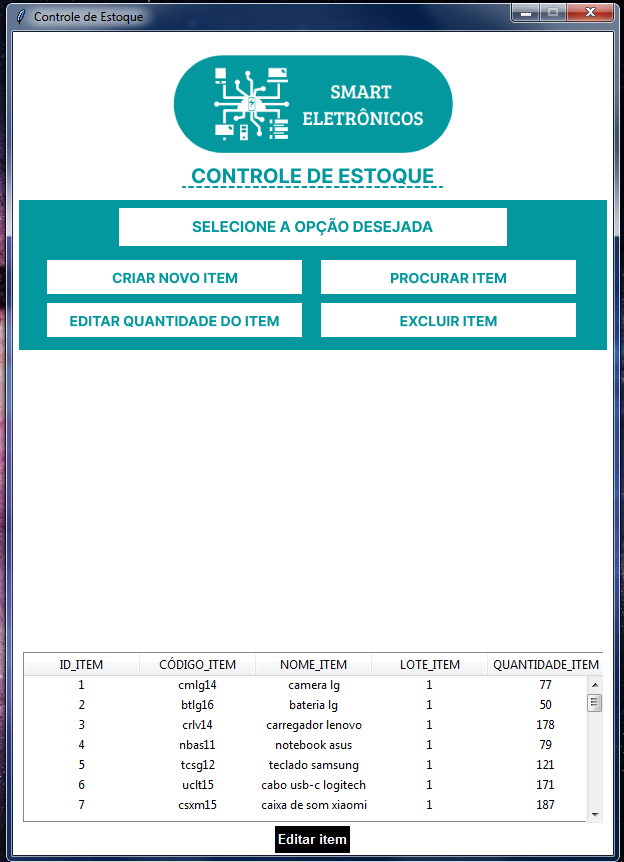 Controle de Estoque
SMART
ELETRÔNICOS
CONTROLE DE ESTOQUE
SELECIONE A OPÇÃO DESEJADA
CRIAR NOVO ITEM PROCURAR ITEM
EDITAR QUANTIDADE DO ITEM EXCLUIR ITEM
ID_ITEM CÓDIGO_ITEM NOME_ITEM LOTE_ITEM QUANTIDADE_ITEM
1 cmlg14 camera lg 1 77
2 btlg16 bateria lg 1 50
3 crlv14 carregador lenovo 1 178
4 nbas11 notebook asus 1 79
5 tcsg12 teclado samsung 1 121
6 uclt15 cabo usb-c logitech 1 171
7 csxm15 caixa de som xiaomi 1 187
Editar item